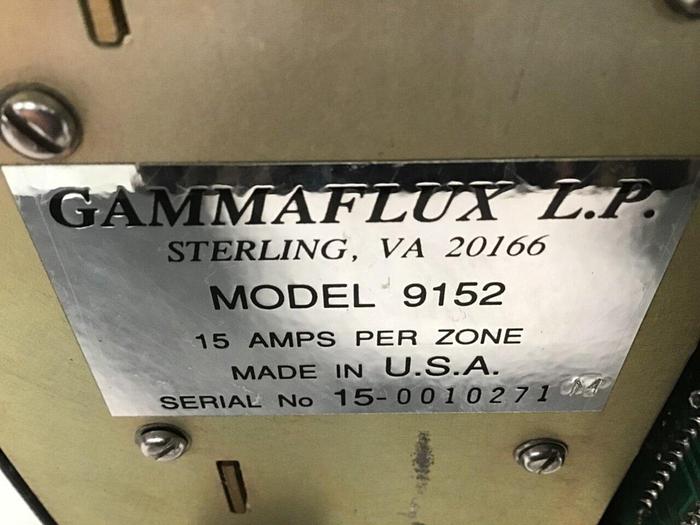 GAMMAFLUX L.P.
STERLING, VA 20166
MODEL 9152
15 AMPS PER ZONE
MADE IN U.S.A.
SERIAL No 15-0010271 M